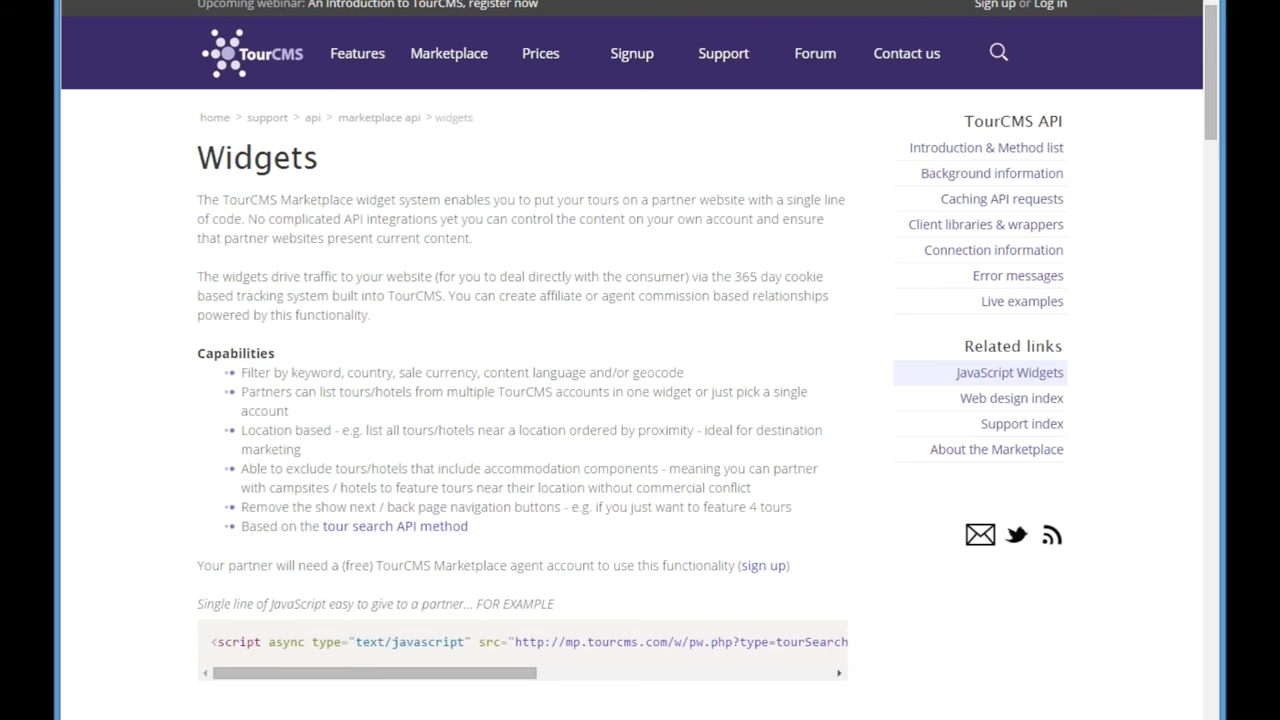 Upcoming webinar: An Introduction to TourCMS, register now
Sign up or Log in
TourCMS
Features
Marketplace
Prices
Signup
Support
Forum
Contact us
home > support > api > marketplace api > widgets
Widgets
The TourCMS Marketplace widget system enables you to put your tours on a partner website with a single line
of code. No complicated API integrations yet you can control the content on your own account and ensure
that partner websites present current content.
The widgets drive traffic to your website (for you to deal directly with the consumer) via the 365 day cookie
based tracking system built into TourCMS. You can create affiliate or agent commission based relationships
powered by this functionality.
Capabilities
Filter by keyword, country, sale currency, content language and/or geocode
Partners can list tours/hotels from multiple TourCMS accounts in one widget or just pick a single
account
Location based - e.g. list all tours/hotels near a location ordered by proximity - ideal for destination
marketing
Able to exclude tours/hotels that include accommodation components - meaning you can partner
with campsites / hotels to feature tours near their location without commercial conflict
Remove the show next / back page navigation buttons - e.g. if you just want to feature 4 tours
Based on the tour search API method
Your partner will need a (free) TourCMS Marketplace agent account to use this functionality (sign up)
Single line of JavaScript easy to give to a partner... FOR EXAMPLE
<script async type="text/javascript" src="http://mp.tourcms.com/w/pw.php?type=tourSearch
TourCMS API
Introduction & Method list
Background information
Caching API requests
Client libraries & wrappers
Connection information
Error messages
Live examples
Related links
JavaScript Widgets
Web design index
Support index
About the Marketplace